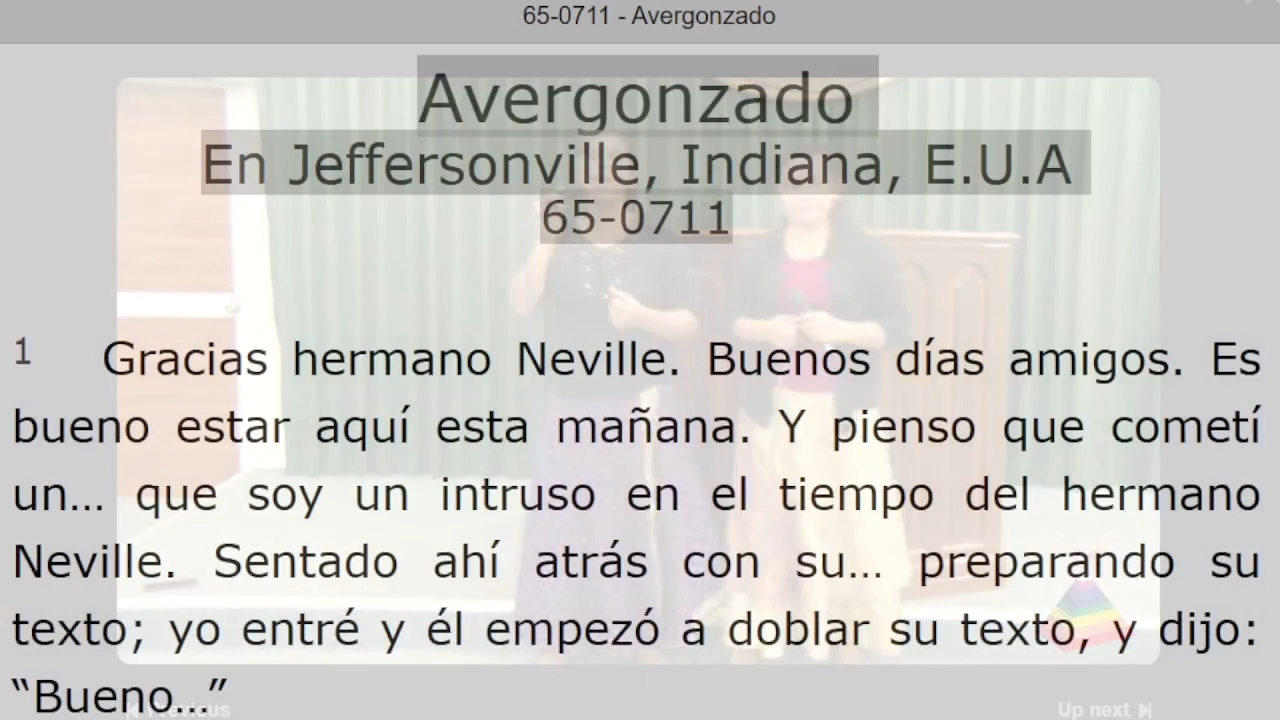 65-0711 - Avergonzado
Avergonzado
En Jeffersonville, Indiana, E.U.A
65-0711
1 Gracias hermano Neville. Buenos días amigos. Es
bueno estar aquí esta mañana. Y pienso que cometí
un... que soy un intruso en el tiempo del hermano
Neville. Sentado ahí atrás con su... preparando su
texto; yo entré y él empezó a doblar su texto, y dijo:
“Bueno...”
Previous
Up next